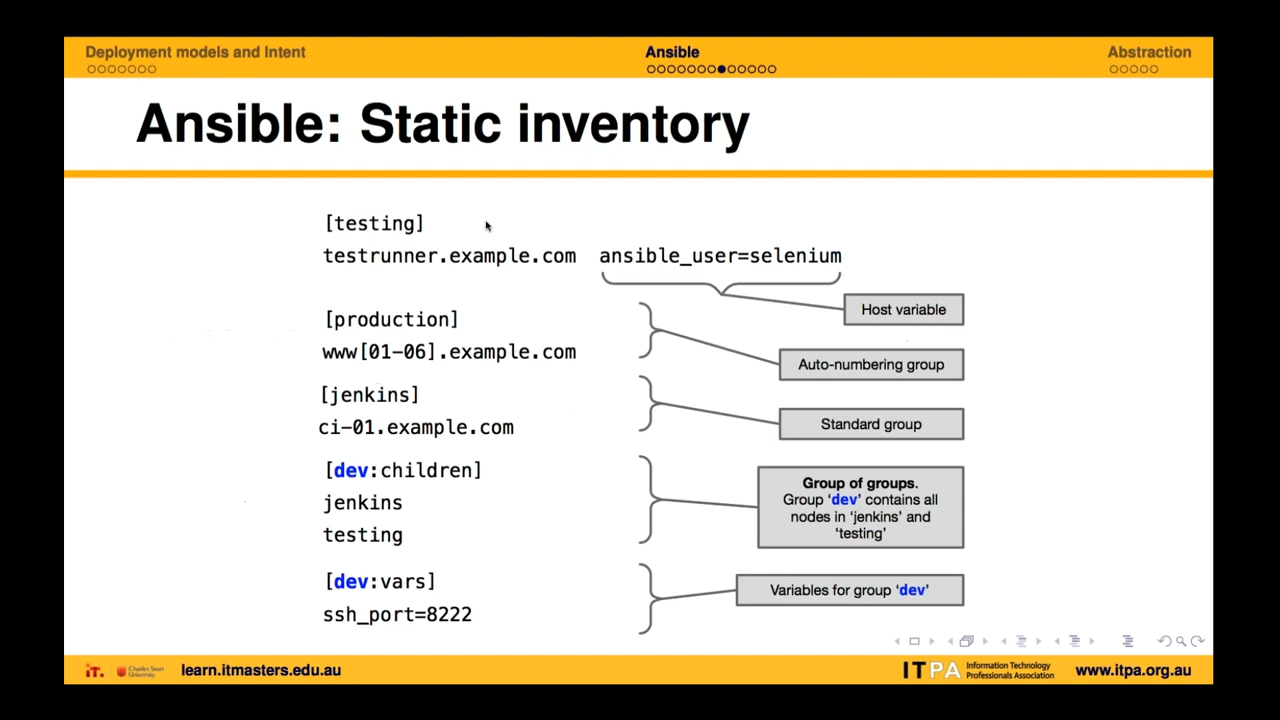 Deployment models and Intent
Ansible
Abstraction
Ansible: Static inventory
[testing]
testrunner.example.com ansible_user=selenium
Host variable
[production]
www[01-06].example.com
Auto-numbering group
[jenkins]
ci-01.example.com
Standard group
[dev:children]
jenkins
testing
Group of groups.
Group ‘dev’ contains all
nodes in ‘jenkins’ and
‘testing’
[dev:vars]
ssh_port=8222
Variables for group ‘dev’
iT.
Charles Sturt
University
learn.itmasters.edu.au
ITPA
Information Technology
Professionals Association
www.itpa.org.au